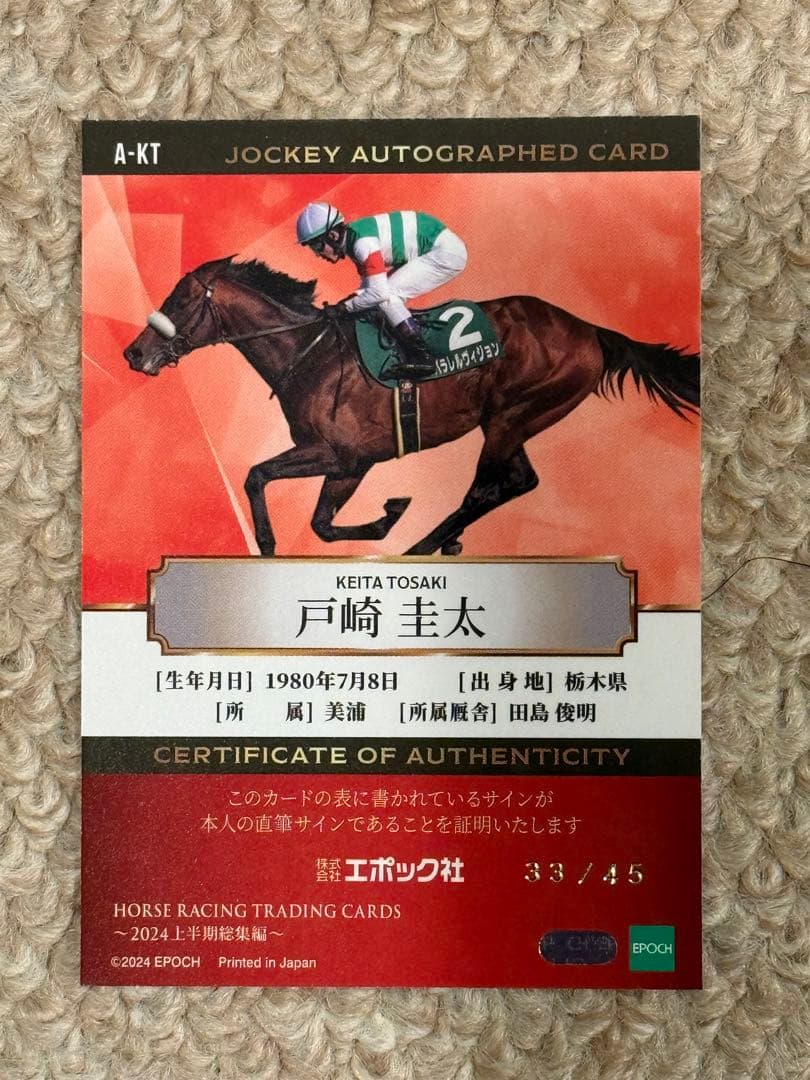 A-KT JOCKEY AUTOGRAPHED CARD
2
パラレルヴィジョン
KEITA TOSAKI
戸崎 圭太
[生年月日] 1980年7月8日 [出身地] 栃木県
[所 属] 美浦 [所属厩舎] 田島 俊明
CERTIFICATE OF AUTHENTICITY
このカードの表に書かれているサインが
本人の直筆サインであることを証明いたします
株式会社 エポック社 33/45
HORSE RACING TRADING CARDS
～2024上半期総集編～
EPOCH
©2024 EPOCH Printed in Japan